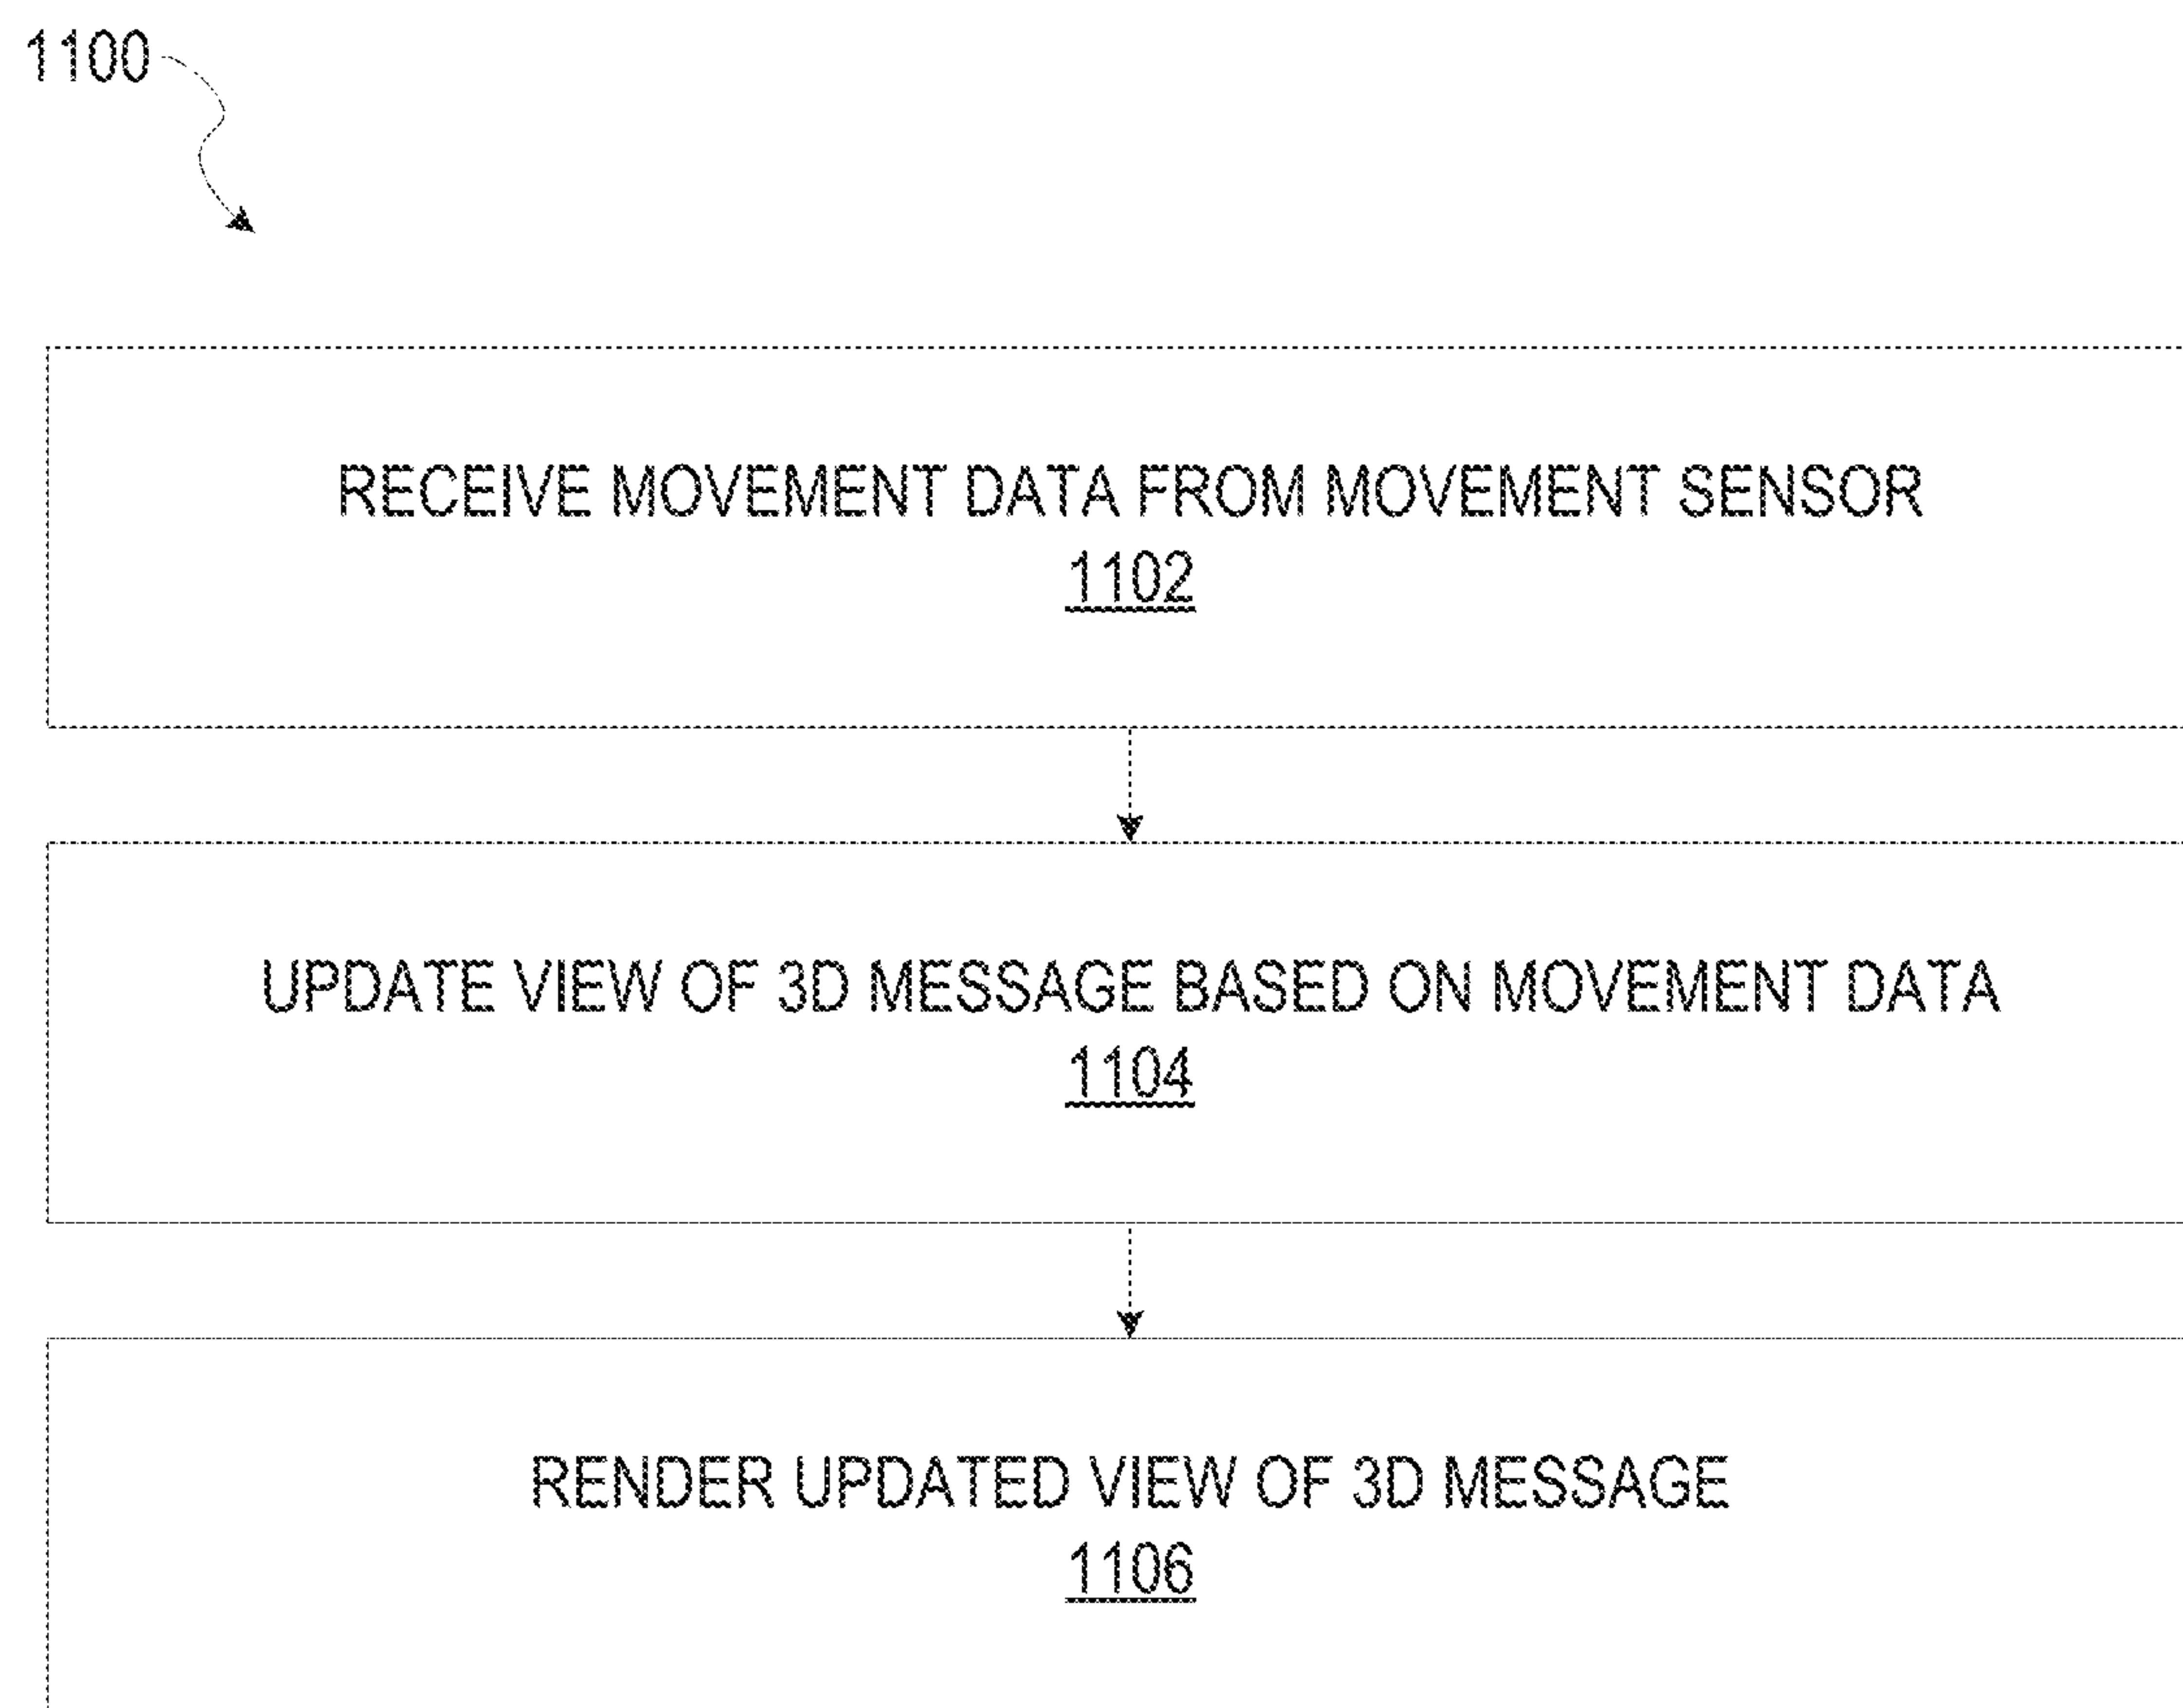 1100
RECEIVE MOVEMENT DATA FROM MOVEMENT SENSOR
1102
UPDATE VIEW OF 3D MESSAGE BASED ON MOVEMENT DATA
1104
RENDER UPDATED VIEW OF 3D MESSAGE
1106